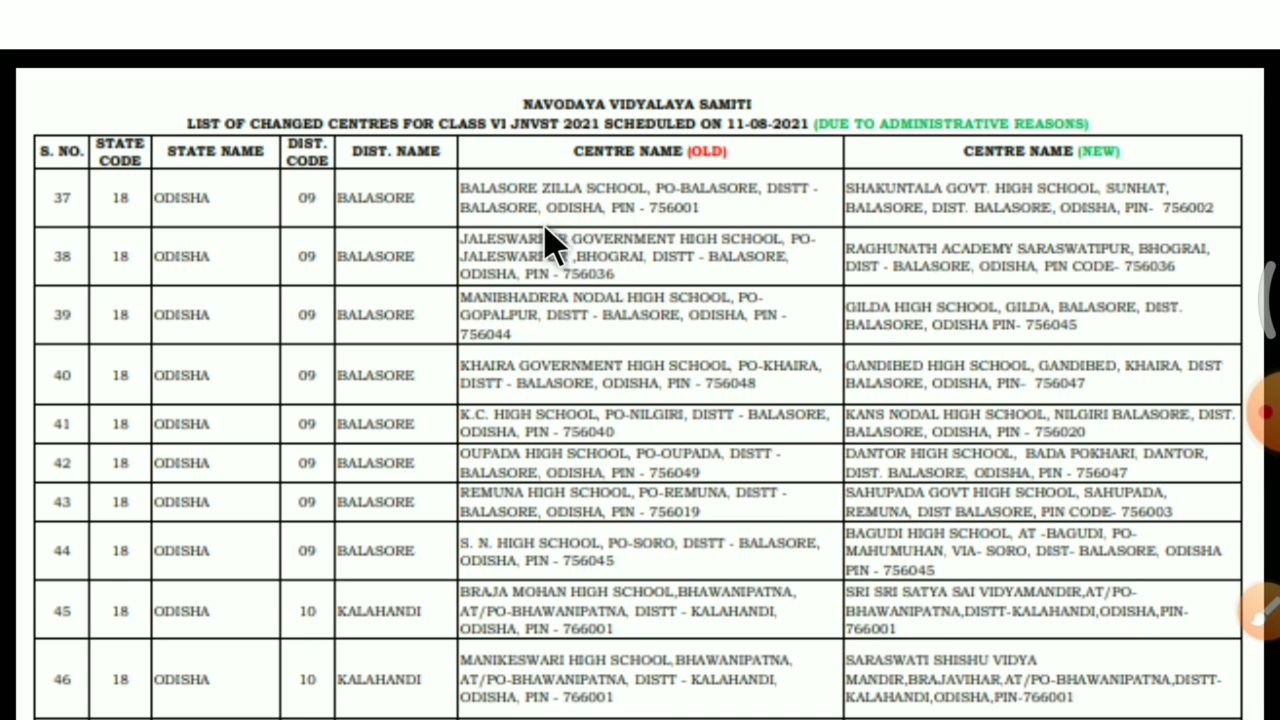 NAVODAYA VIDYALAYA SAMITI
LIST OF CHANGED CENTRES FOR CLASS VI JNVST 2021 SCHEDULED ON 11-08-2021 (DUE TO ADMINISTRATIVE REASONS)
S. NO. STATE CODE STATE NAME DIST. CODE DIST. NAME CENTRE NAME (OLD) CENTRE NAME (NEW)
37 18 ODISHA 09 BALASORE
BALASORE ZILLA SCHOOL, PO-BALASORE, DISTT -
BALASORE, ODISHA, PIN - 756001
SHAKUNTALA GOVT. HIGH SCHOOL, SUNHAT,
BALASORE, DIST. BALASORE, ODISHA, PIN- 756002
38 18 ODISHA 09 BALASORE
GOVERNMENT HIGH SCHOOL, PO-
,BHOGRAI, DISTT - BALASORE,
ODISHA, PIN - 756036
RAGHUNATH ACADEMY SARASWATIPUR, BHOGRAI,
DIST - BALASORE, ODISHA, PIN CODE- 756036
39 18 ODISHA 09 BALASORE
MANIBHADRRA NODAL HIGH SCHOOL, PO-
GOPALPUR, DISTT - BALASORE, ODISHA, PIN -
756044
GILDA HIGH SCHOOL, GILDA, BALASORE, DIST.
BALASORE, ODISHA PIN- 756045
40 18 ODISHA 09 BALASORE
KHAIRA GOVERNMENT HIGH SCHOOL, PO-KHAIRA,
DISTT - BALASORE, ODISHA, PIN - 756048
GANDIBED HIGH SCHOOL, GANDIBED, KHAIRA, DIST
BALASORE, ODISHA, PIN- 756047
41 18 ODISHA 09 BALASORE
K.C. HIGH SCHOOL, PO-NILGIRI, DISTT - BALASORE,
ODISHA, PIN - 756040
KANS NODAL HIGH SCHOOL, NILGIRI BALASORE, DIST.
BALASORE, ODISHA, PIN - 756020
42 18 ODISHA 09 BALASORE
OUPADA HIGH SCHOOL, PO-OUPADA, DISTT -
BALASORE, ODISHA, PIN - 756049
DANTOR HIGH SCHOOL, BADA POKHARI, DANTOR,
DIST. BALASORE, ODISHA, PIN - 756047
43 18 ODISHA 09 BALASORE
REMUNA HIGH SCHOOL, PO-REMUNA, DISTT -
BALASORE, ODISHA, PIN - 756019
SAHUPADA GOVT HIGH SCHOOL, SAHUPADA,
REMUNA, DIST BALASORE, PIN CODE- 756003
44 18 ODISHA 09 BALASORE
S. N. HIGH SCHOOL, PO-SORO, DISTT - BALASORE,
ODISHA, PIN - 756045
BAGUDI HIGH SCHOOL, AT -BAGUDI, PO-
MAHUMUHAN, VIA- SORO, DIST- BALASORE, ODISHA
PIN - 756045
45 18 ODISHA 10 KALAHANDI
BRAJA MOHAN HIGH SCHOOL,BHAWANIPATNA,
AT/PO-BHAWANIPATNA, DISTT - KALAHANDI,
ODISHA, PIN - 766001
SRI SRI SATYA SAI VIDYAMANDIR,AT/PO-
BHAWANIPATNA,DISTT-KALAHANDI,ODISHA,PIN-
766001
46 18 ODISHA 10 KALAHANDI
MANIKESWARI HIGH SCHOOL,BHAWANIPATNA,
AT/PO-BHAWANIPATNA, DISTT - KALAHANDI,
ODISHA, PIN - 766001
SARASWATI SHISHU VIDYA
MANDIR,BRAJAVIHAR,AT/PO-BHAWANIPATNA,DISTT-
KALAHANDI,ODISHA,PIN-766001